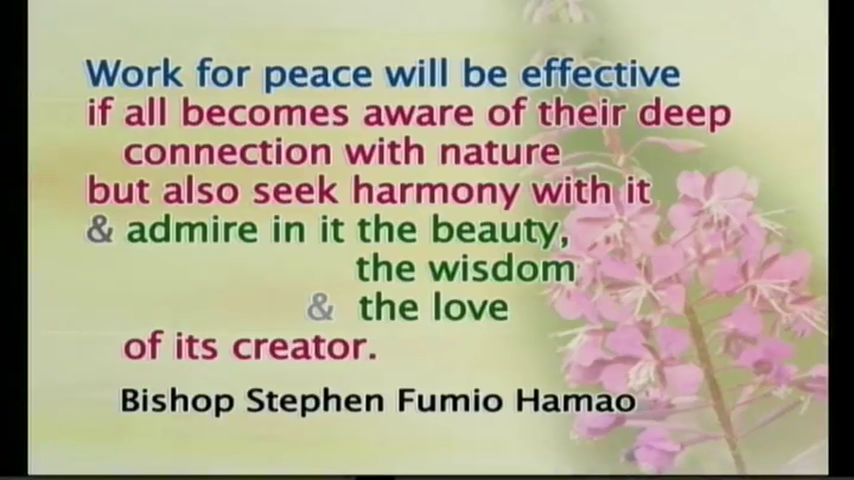 Work for peace will be effective
if all becomes aware of their deep
connection with nature
but also seek harmony with it
& admire in it the beauty,
the wisdom
& the love
of its creator.
Bishop Stephen Fumio Hamao